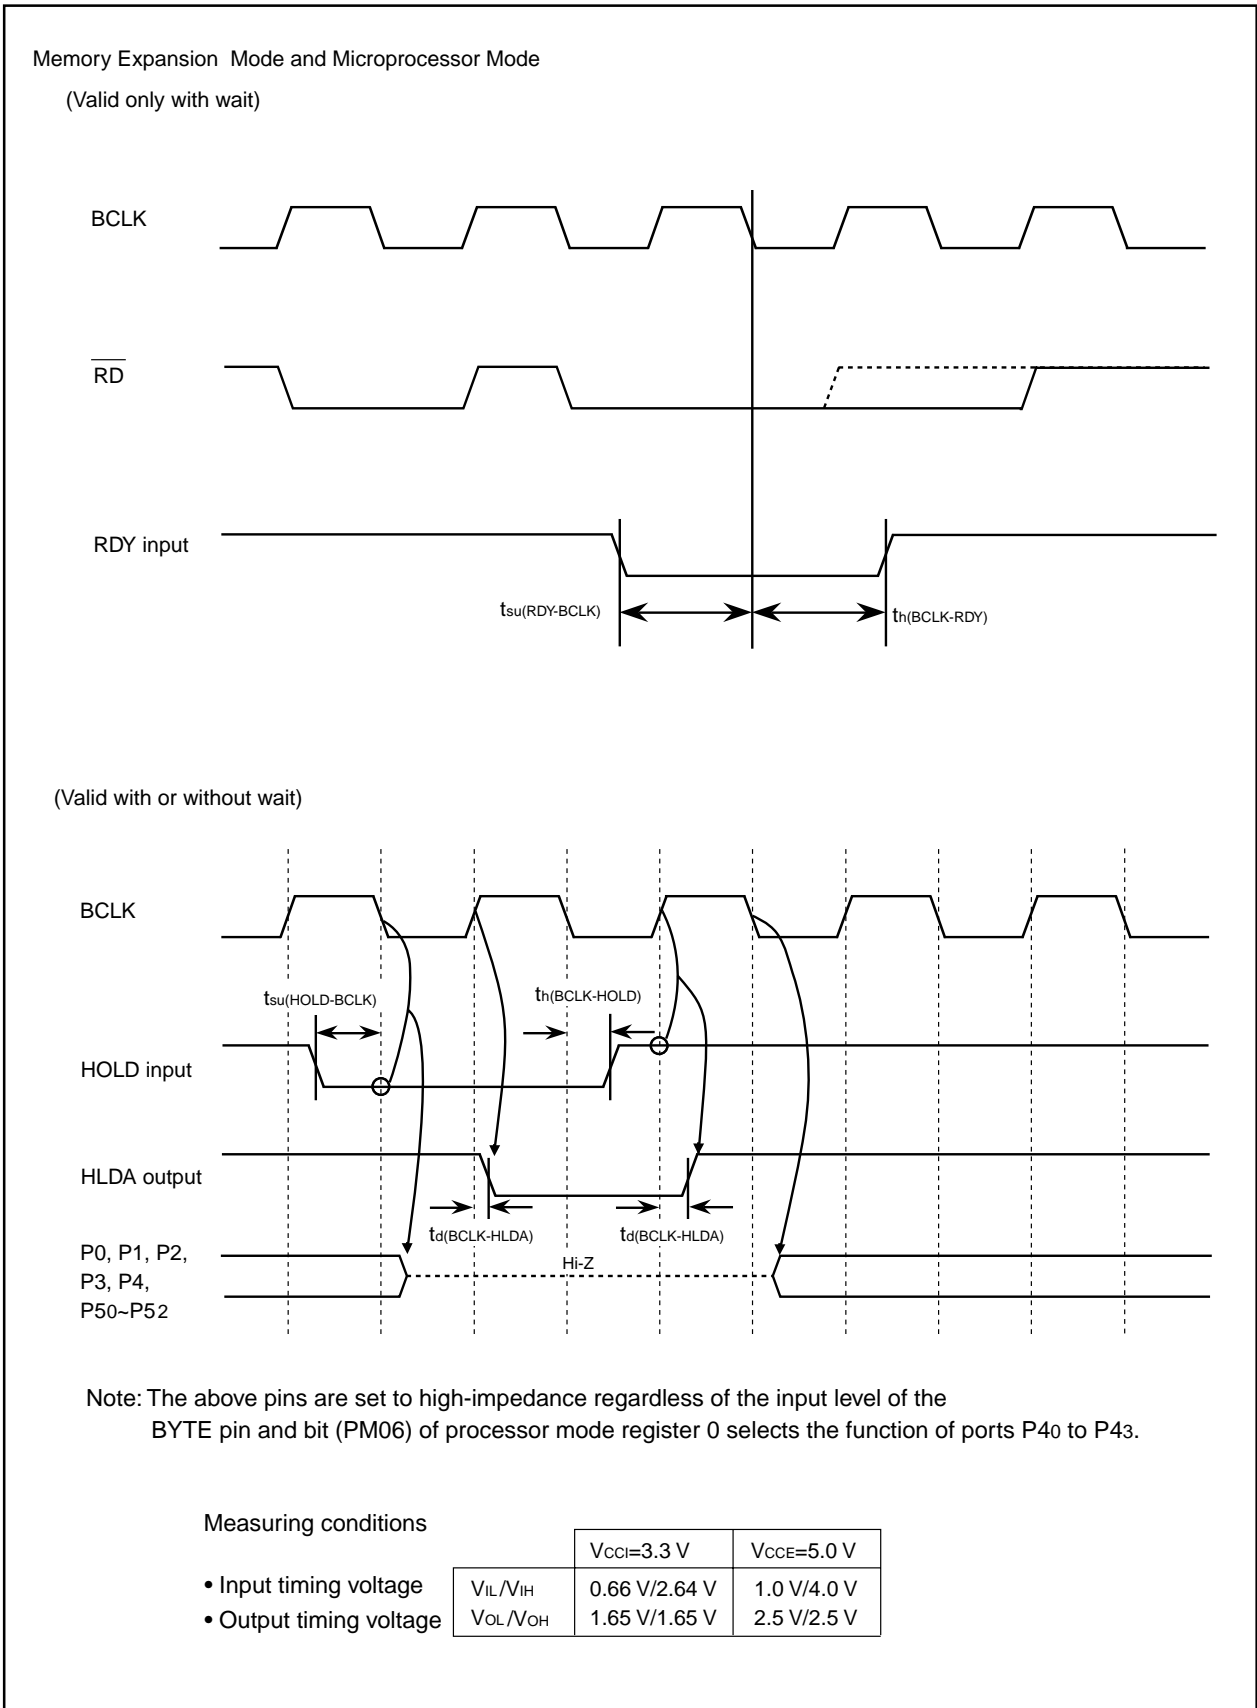 Memory Expansion Mode and Microprocessor Mode
(Valid only with wait)
BCLK
RD
RDY input
tsu(RDY-BCLK)
th(BCLK-RDY)
(Valid with or without wait)
BCLK
tsu(HOLD-BCLK)
th(BCLK-HOLD)
HOLD input
HLDA output
td(BCLK-HLDA)
td(BCLK-HLDA)
P0, P1, P2,
P3, P4,
P50~P52
Hi-Z
Note: The above pins are set to high-impedance regardless of the input level of the
BYTE pin and bit (PM06) of processor mode register 0 selects the function of ports P40 to P43.
Measuring conditions
VCCI=3.3 V VCCE=5.0 V
• Input timing voltage VIL/VIH 0.66 V/2.64 V 1.0 V/4.0 V
• Output timing voltage VOL/VOH 1.65 V/1.65 V 2.5 V/2.5 V